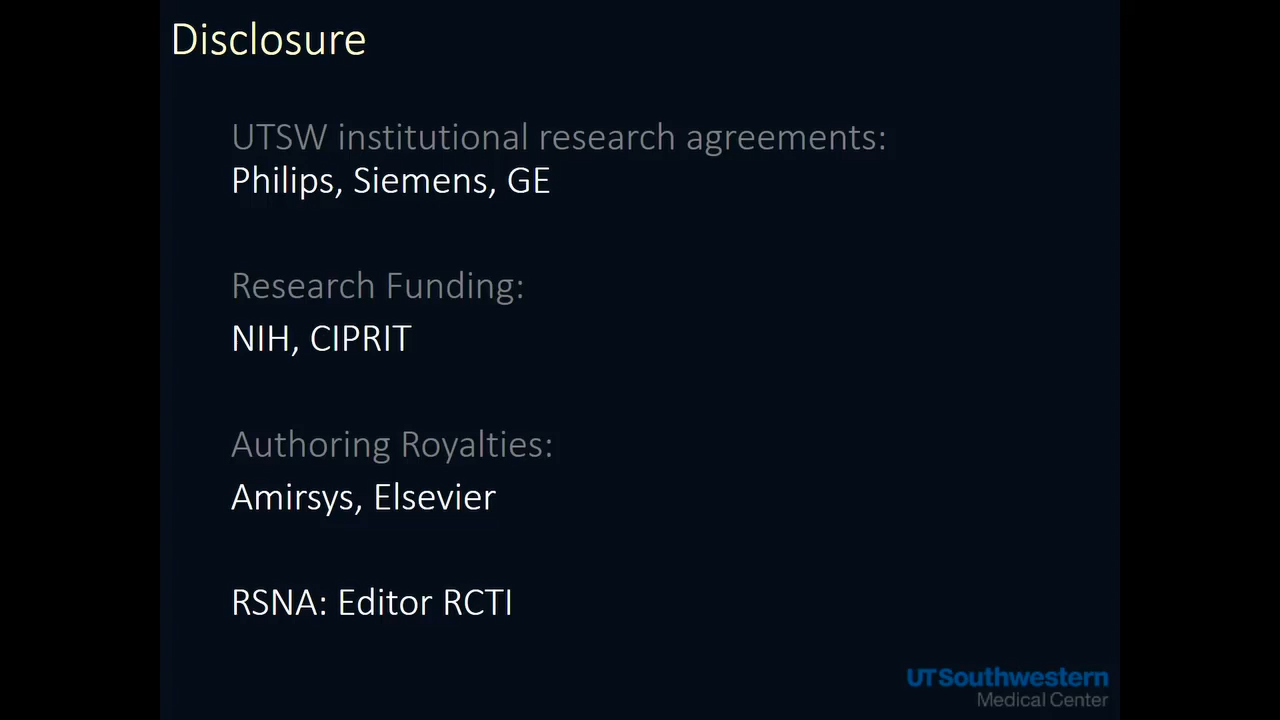 Disclosure
UTSW institutional research agreements:
Philips, Siemens, GE
Research Funding:
NIH, CIPRIT
Authoring Royalties:
Amirsys, Elsevier
RSNA: Editor RCTI
UTSouthwestern
Medical Center